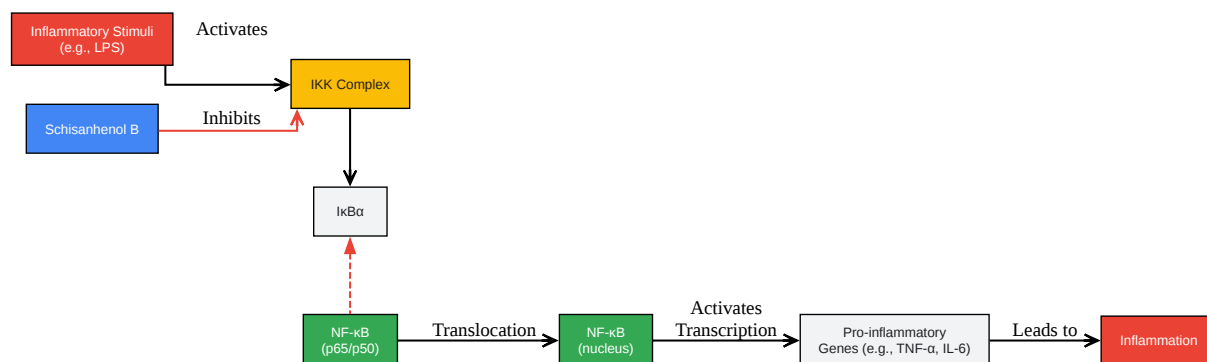 Inflammatory Stimuli
(e.g., LPS)
Activates
IKK Complex
Schisanhenol B
Inhibits
IκBα
NF-κB
(p65/p50)
Translocation
NF-κB
(nucleus)
Activates
Transcription
Pro-inflammatory
Genes (e.g., TNF-α, IL-6)
Leads to
Inflammation